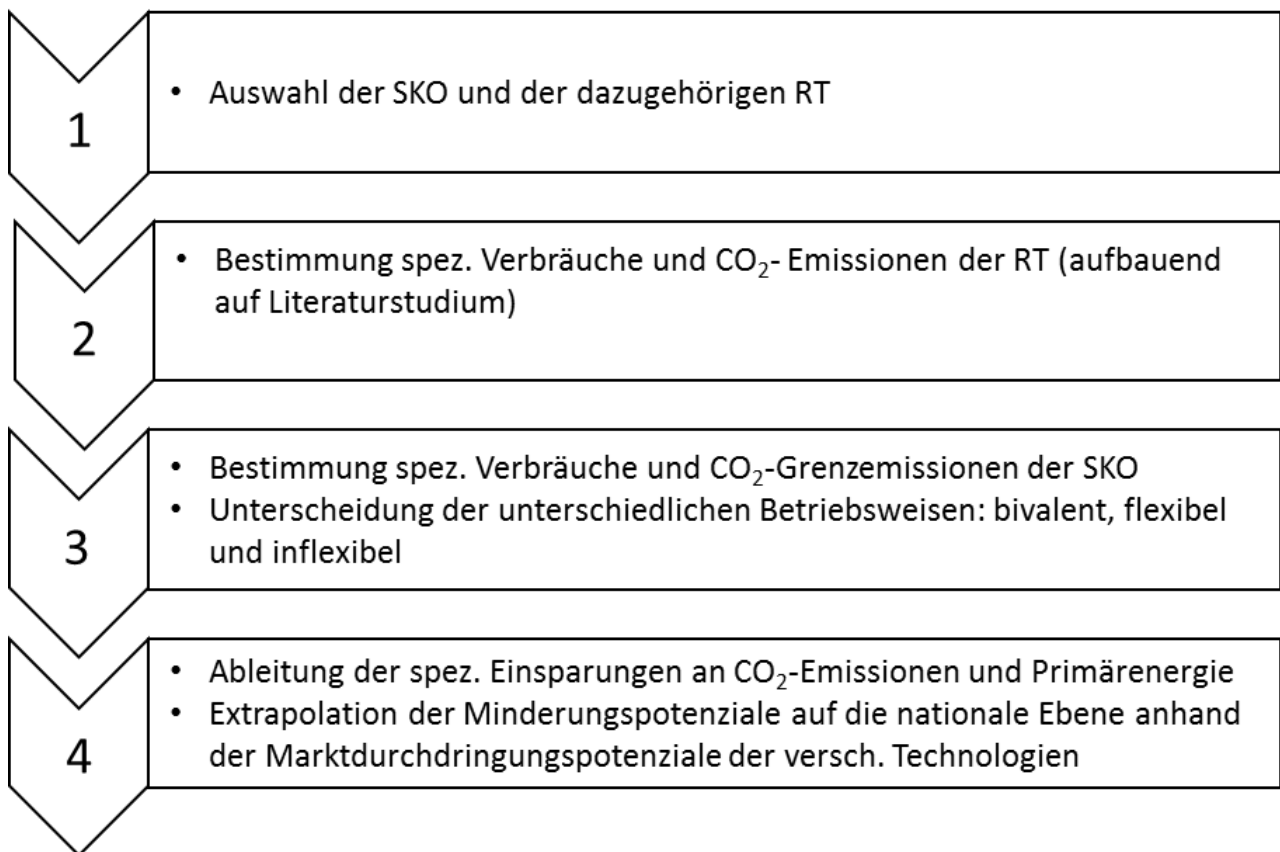 1
• Auswahl der SKO und der dazugehörigen RT
2
• Bestimmung spez. Verbräuche und CO₂- Emissionen der RT (aufbauend
auf Literaturstudium)
3
• Bestimmung spez. Verbräuche und CO₂-Grenzemissionen der SKO
• Unterscheidung der unterschiedlichen Betriebsweisen: bivalent, flexibel
und inflexibel
4
• Ableitung der spez. Einsparungen an CO₂-Emissionen und Primärenergie
• Extrapolation der Minderungspotenziale auf die nationale Ebene anhand
der Marktdurchdringungspotenziale der versch. Technologien